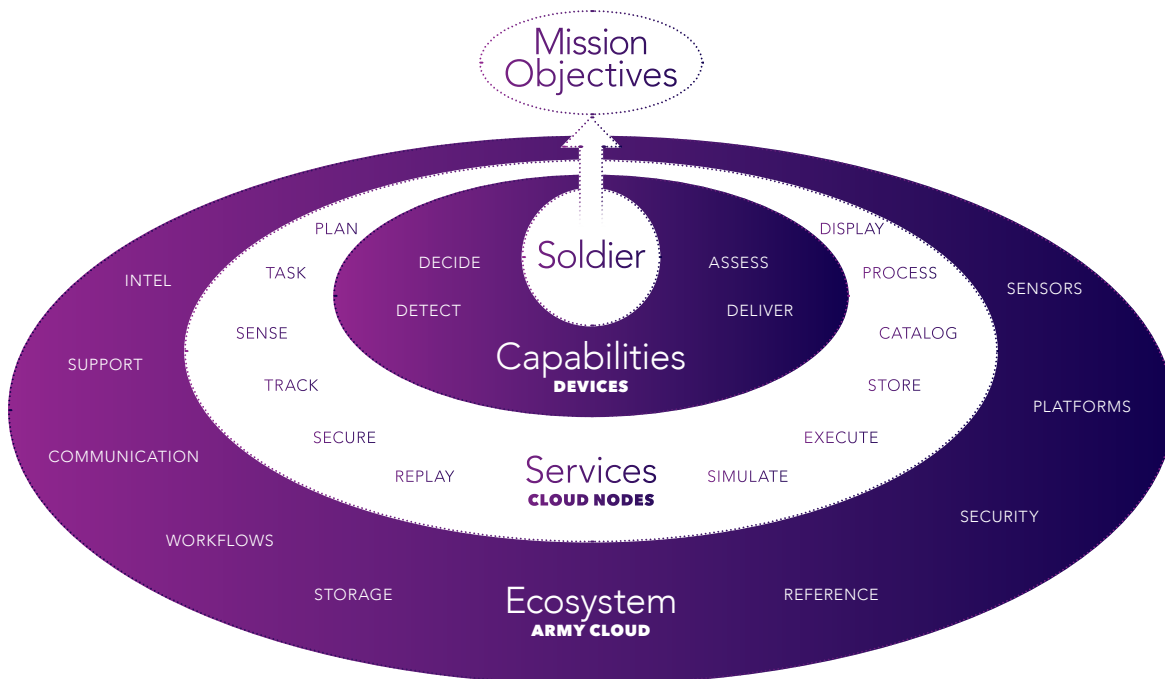 Mission
Objectives
Soldier
DECIDE
ASSESS
DETECT
DELIVER
Capabilities
DEVICES
PLAN
DISPLAY
TASK
PROCESS
SENSE
CATALOG
TRACK
STORE
SECURE
EXECUTE
REPLAY
SIMULATE
Services
CLOUD NODES
INTEL
SENSORS
SUPPORT
PLATFORMS
COMMUNICATION
SECURITY
WORKFLOWS
STORAGE
REFERENCE
Ecosystem
ARMY CLOUD